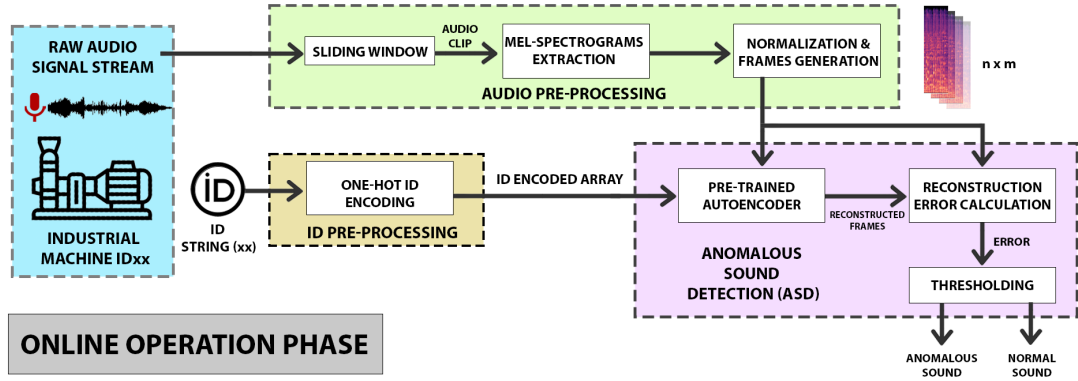 RAW AUDIO
SIGNAL STREAM
INDUSTRIAL
MACHINE IDxx
SLIDING WINDOW
AUDIO
CLIP
MEL-SPECTROGRAMS
EXTRACTION
NORMALIZATION &
FRAMES GENERATION
AUDIO PRE-PROCESSING
n x m
iD
ID
STRING (xx)
ONE-HOT ID
ENCODING
ID PRE-PROCESSING
ID ENCODED ARRAY
PRE-TRAINED
AUTOENCODER
RECONSTRUCTED
FRAMES
RECONSTRUCTION
ERROR CALCULATION
ERROR
THRESHOLDING
ANOMALOUS
SOUND
DETECTION (ASD)
ANOMALOUS
SOUND
NORMAL
SOUND
ONLINE OPERATION PHASE